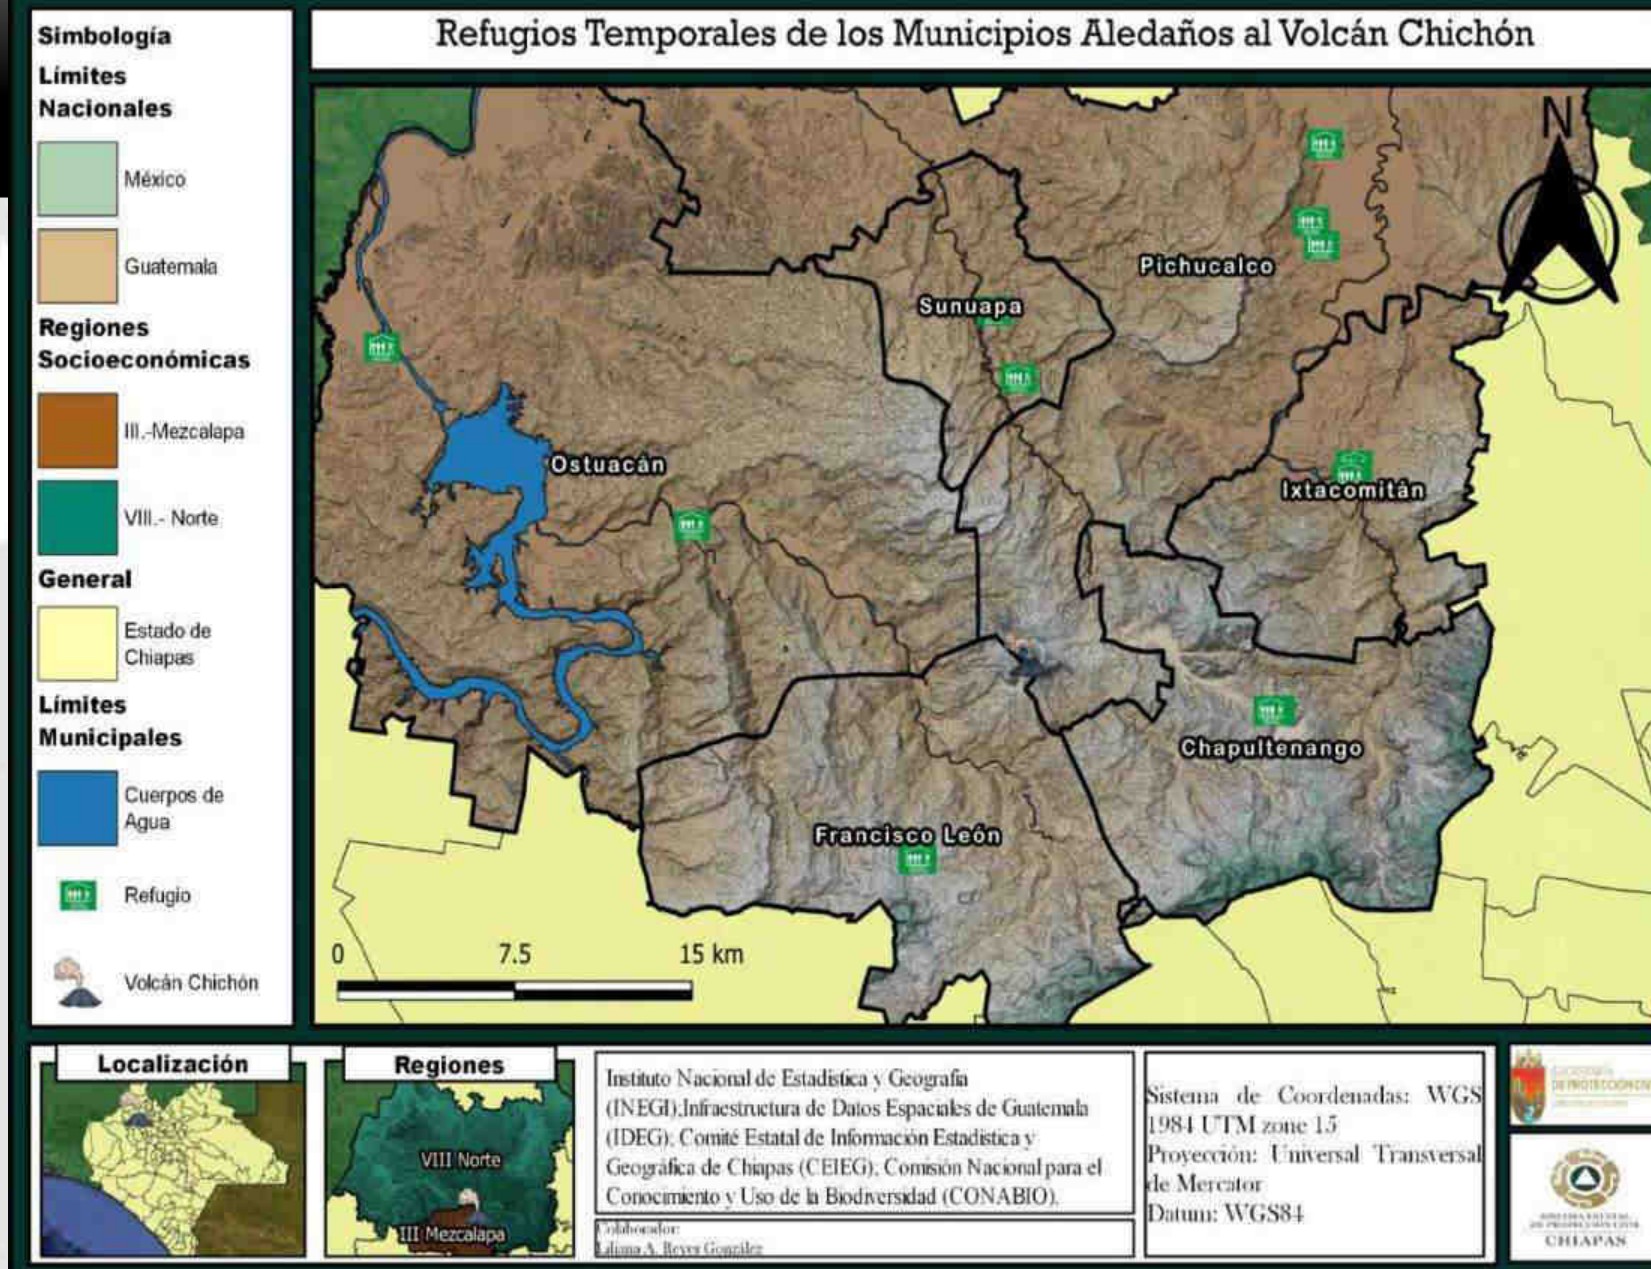 Refugios Temporales de los Municipios Aledaños al Volcán Chichón
Simbología
Límites
Nacionales
México
Guatemala
Regiones
Socioeconómicas
III.-Mezcalapa
VIII.- Norte
General
Estado de
Chiapas
Límites
Municipales
Cuerpos de
Agua
Refugio
Volcán Chichón
N
Pichucalco
Sunuapa
Ostuacán
Ixtacomitán
Chapultenango
Francisco León
0 7.5 15 km
Localización
Regiones
VIII Norte
III Mezcalapa
Instituto Nacional de Estadística y Geografía
(INEGI);Infraestructura de Datos Espaciales de Guatemala
(IDEG); Comité Estatal de Información Estadística y
Geográfica de Chiapas (CEIEG); Comisión Nacional para el
Conocimiento y Uso de la Biodiversidad (CONABIO).
Colaborador:
Liliana A. Reyes González
Sistema de Coordenadas: WGS
1984 UTM zone 15
Proyección: Universal Transversal
de Mercator
Datum: WGS84
CHIAPAS